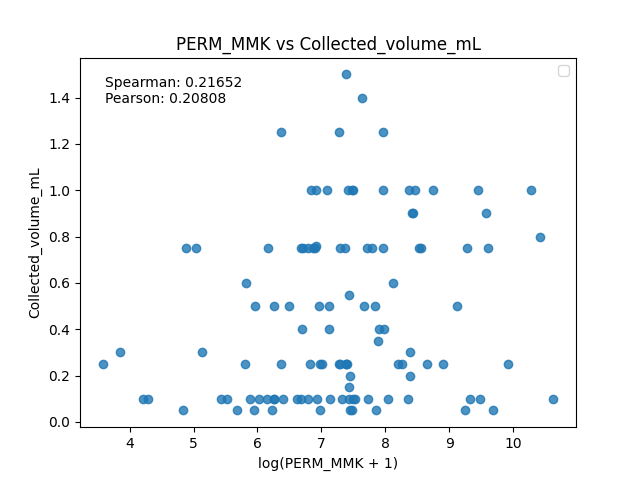 PERM_MMK vs Collected_volume_mL
Spearman: 0.21652
Pearson: 0.20808
Collected_volume_mL
1.4
1.2
1.0
0.8
0.6
0.4
0.2
0.0
4 5 6 7 8 9 10
log(PERM_MMK + 1)